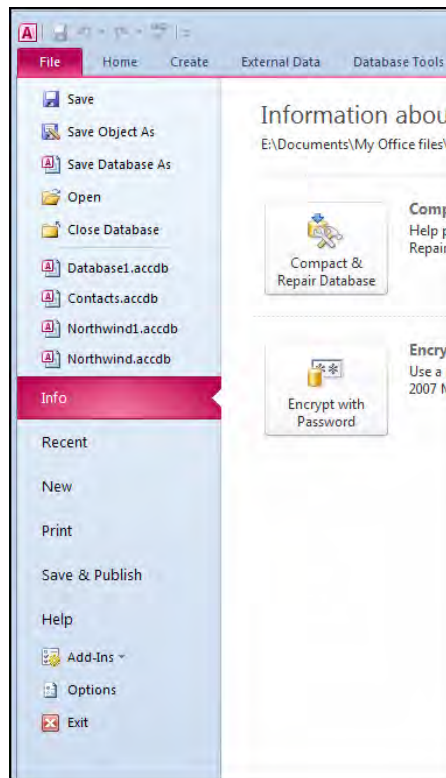 File Home Create External Data Database Tools
Save
Save Object As
Save Database As
Open
Close Database
Database1.accdb
Contacts.accdb
Northwind1.accdb
Northwind.accdb
Info
Recent
New
Print
Save & Publish
Help
Add-Ins
Options
Exit
Information abou
E:\Documents\My Office files\
Compact &
Repair Database
Comp
Help p
Repair
Encrypt with
Password
Encry
Use a
2007 M